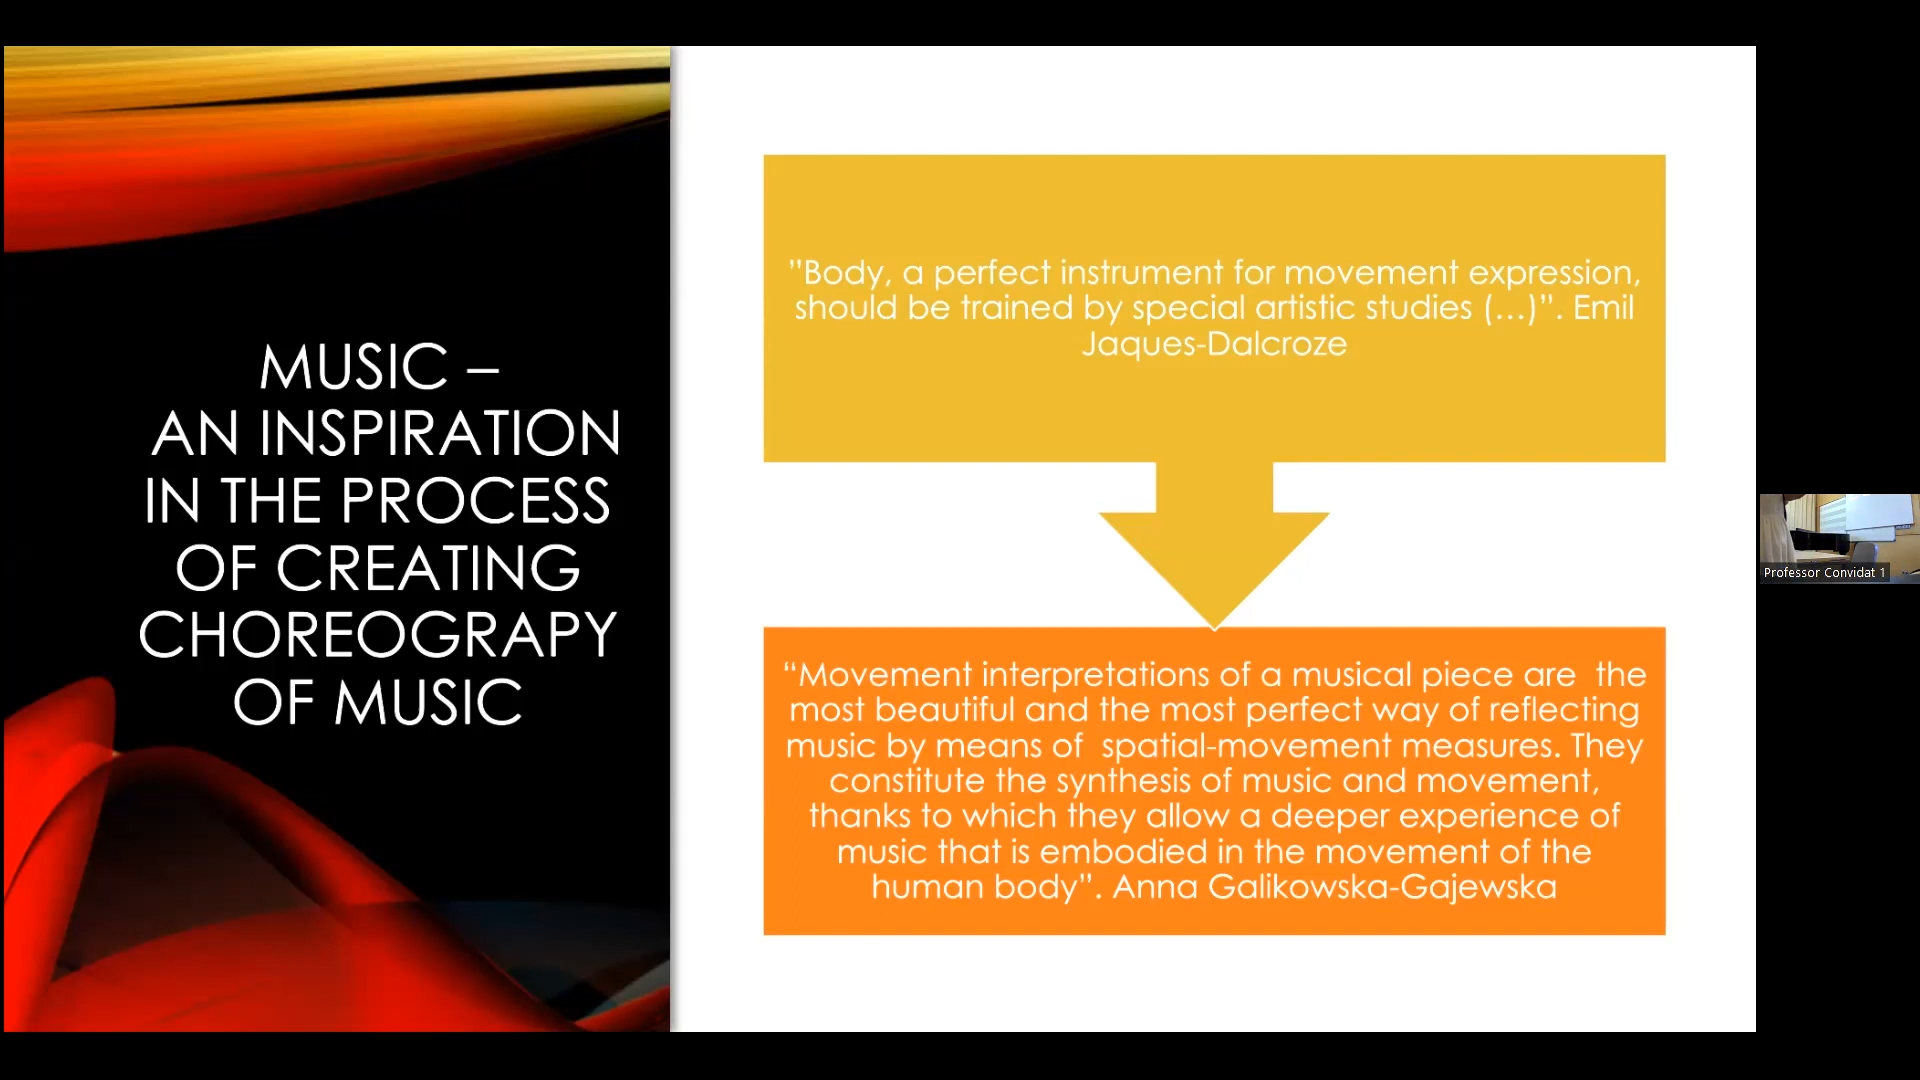 MUSIC –
AN INSPIRATION
IN THE PROCESS
OF CREATING
CHOREOGRAPY
OF MUSIC
”Body, a perfect instrument for movement expression,
should be trained by special artistic studies (...)”. Emil
Jaques-Dalcroze
“Movement interpretations of a musical piece are  the
most beautiful and the most perfect way of reflecting
music by means of  spatial-movement measures. They
constitute the synthesis of music and movement,
thanks to which they allow a deeper experience of
music that is embodied in the movement of the
human body”. Anna Galikowska-Gajewska
Professor Convidat 1